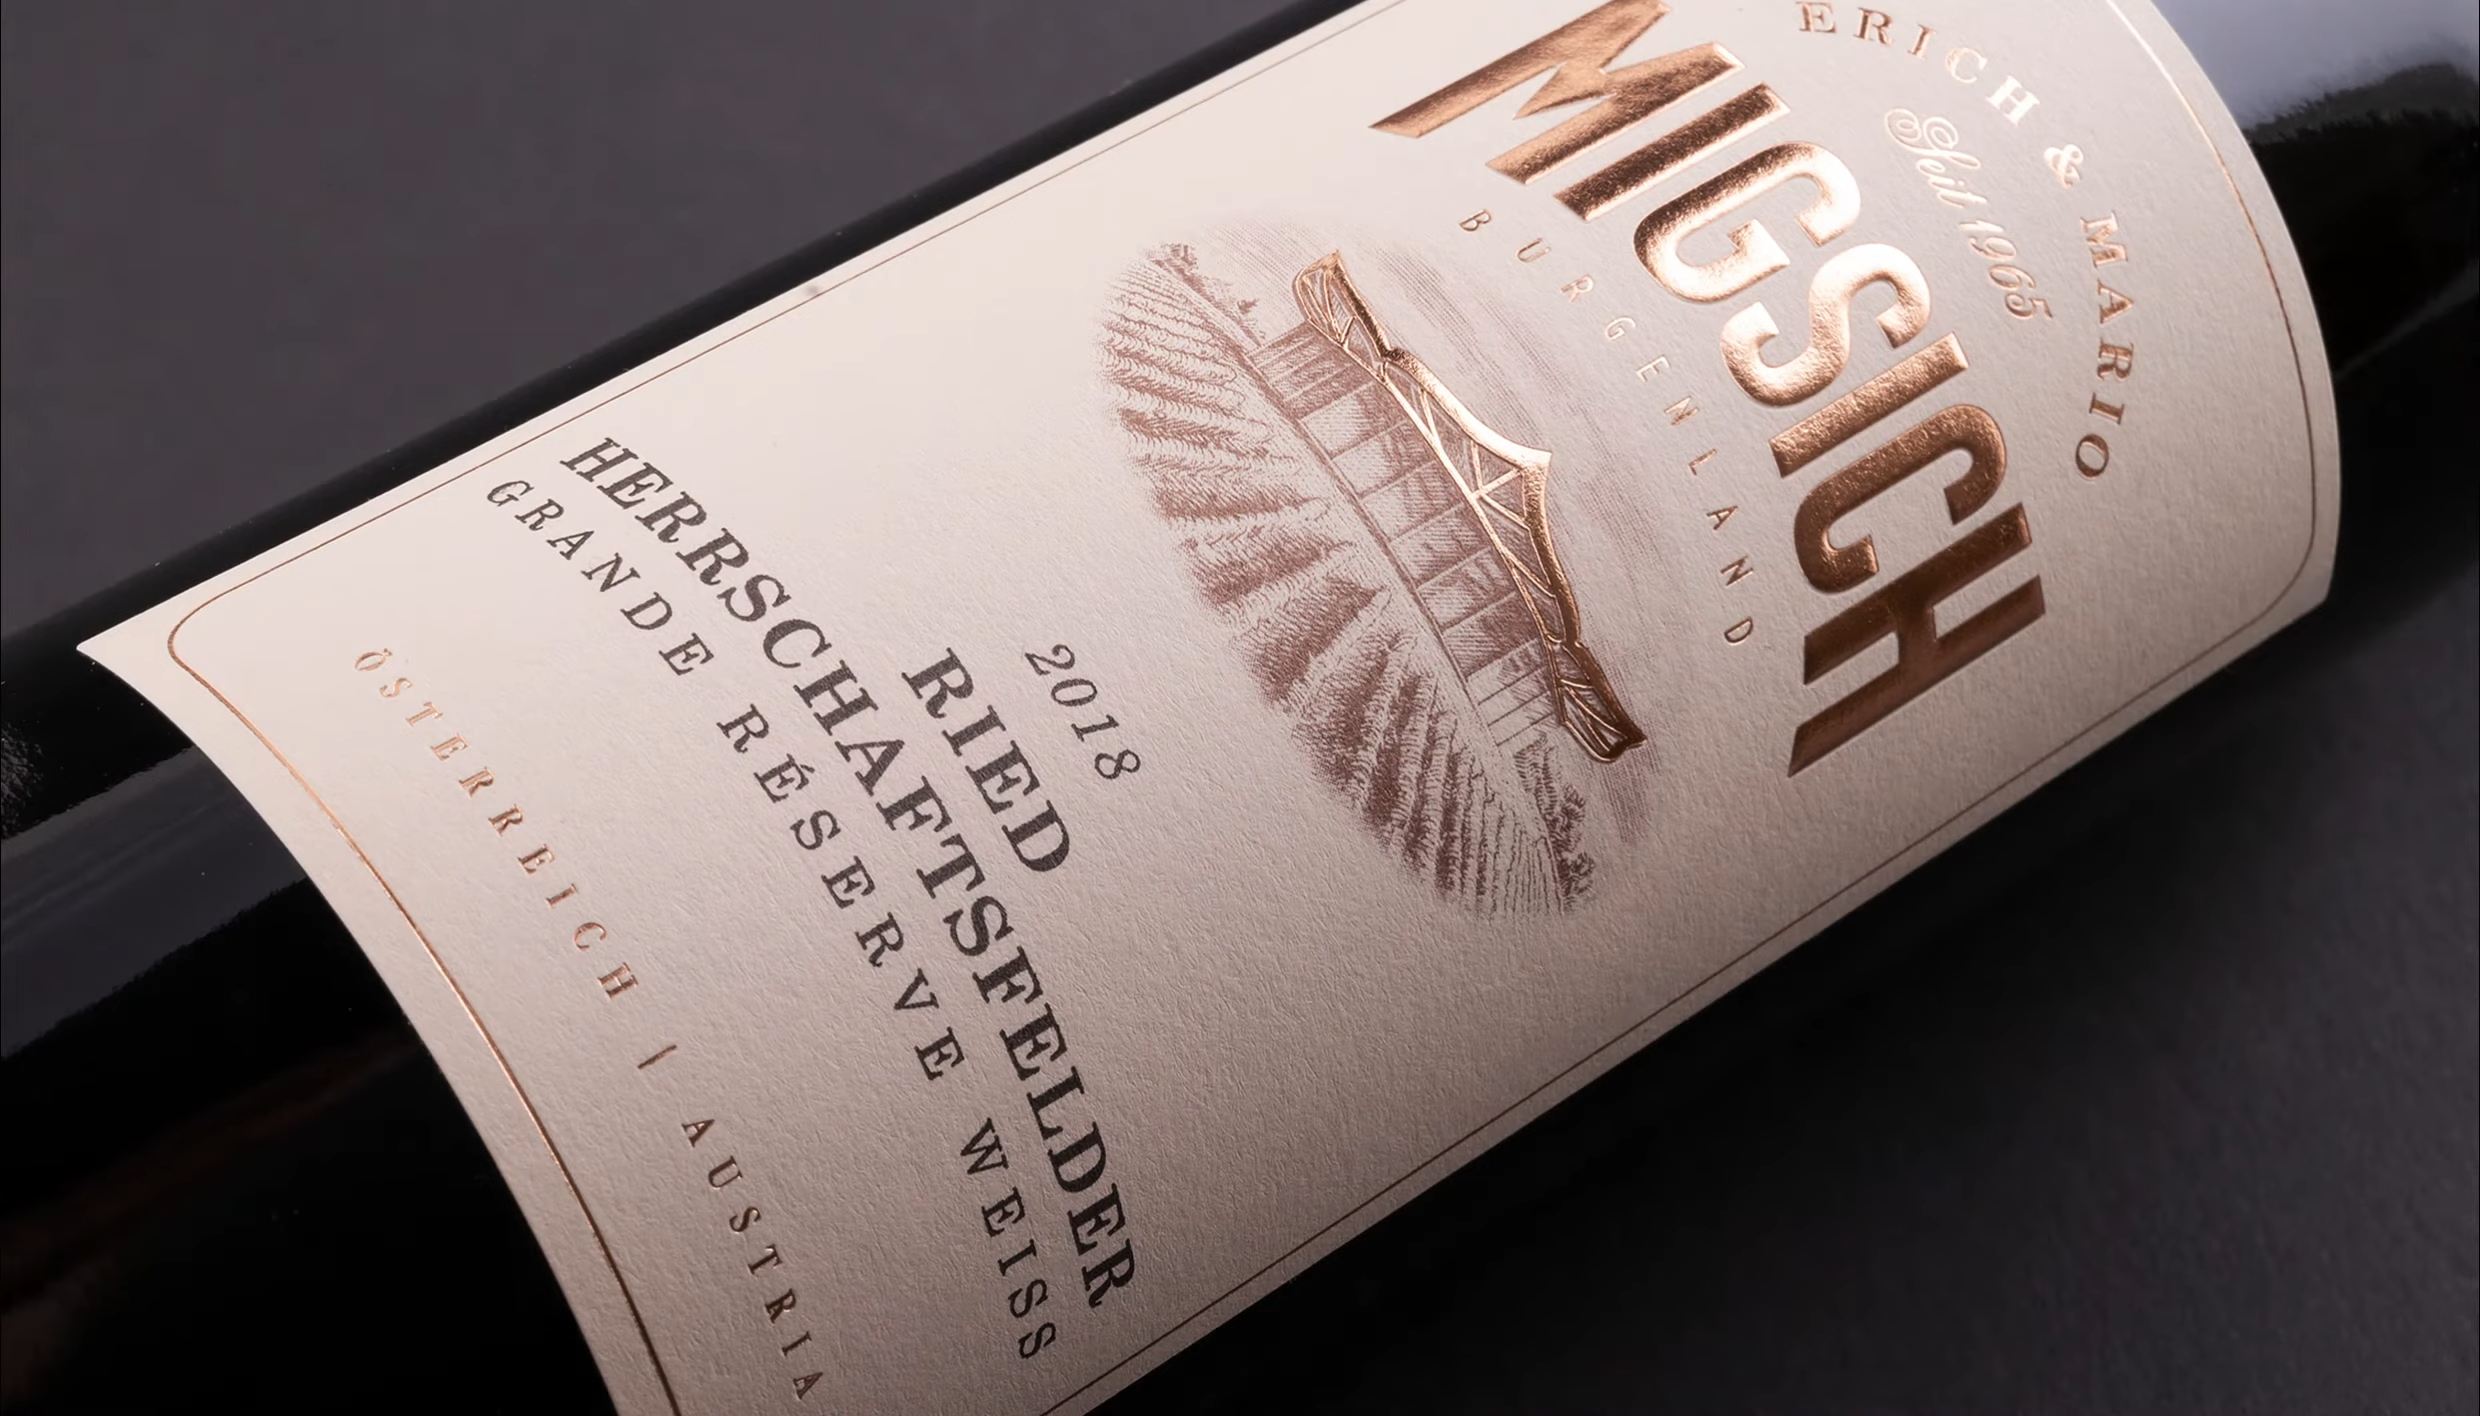 ERICH & MARIO
Seit 1965
MIGSICH
BURGENLAND
2018
RIED
HERRSCHAFTSFELDER
GRANDE RÉSERVE WEISS
ÖSTERREICH | AUSTRIA